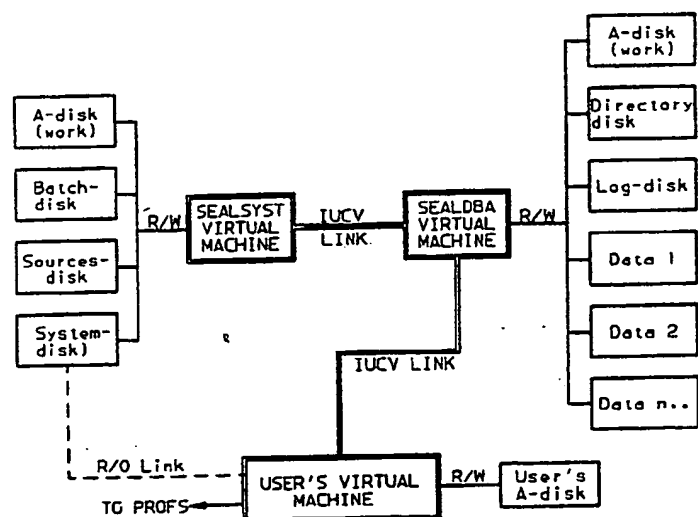 A-disk
(work)
Batch-
disk
Sources-
disk
System-
disk)
R/W
SEALSYST
VIRTUAL
MACHINE
IUCV
LINK.
SEALDBA
VIRTUAL
MACHINE
R/W
A-disk
(work)
Directory
disk
Log-disk
Data 1
Data 2
Data n..
IUCV LINK
R/O Link
TO PROFS
USER'S VIRTUAL
MACHINE
R/W
User's
A-disk